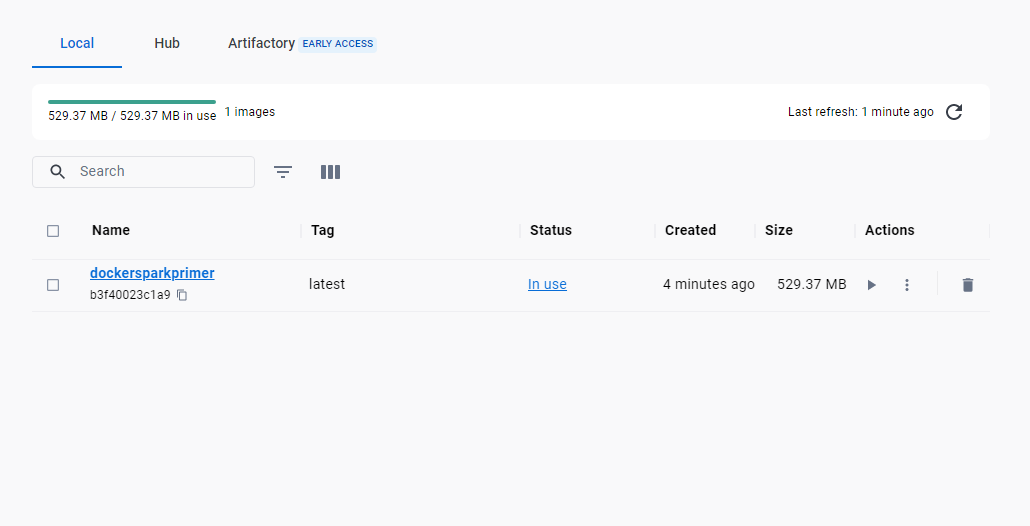 Local Hub Artifactory EARLY ACCESS
529.37 MB / 529.37 MB in use 1 images Last refresh: 1 minute ago
Search
Name Tag Status Created Size Actions
dockersparkprimer
b3f40023c1a9
latest In use 4 minutes ago 529.37 MB